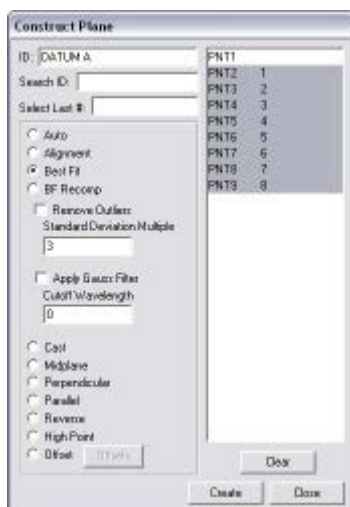 Construct Plane
ID: DATUM A
Search ID:
Select Last #:
Auto
Alignment
Best Fit
BF Recomp
Remove Outliers
Standard Deviation Multiple
3
Apply Gauss Filter
Cutoff Wavelength
0
Cast
Midplane
Perpendicular
Parallel
Reverse
High Point
Offset Offsets
PNT1
PNT2 1
PNT3 2
PNT4 3
PNT5 4
PNT6 5
PNT7 6
PNT8 7
PNT9 8
Clear
Create Close